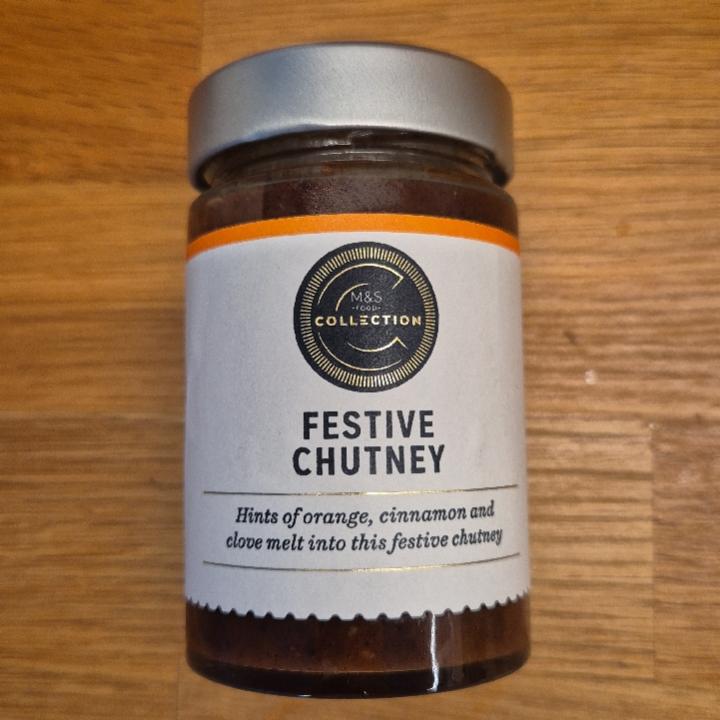 M&S
-FOOD-
COLLECTION
FESTIVE
CHUTNEY
Hints of orange, cinnamon and
clove melt into this festive chutney